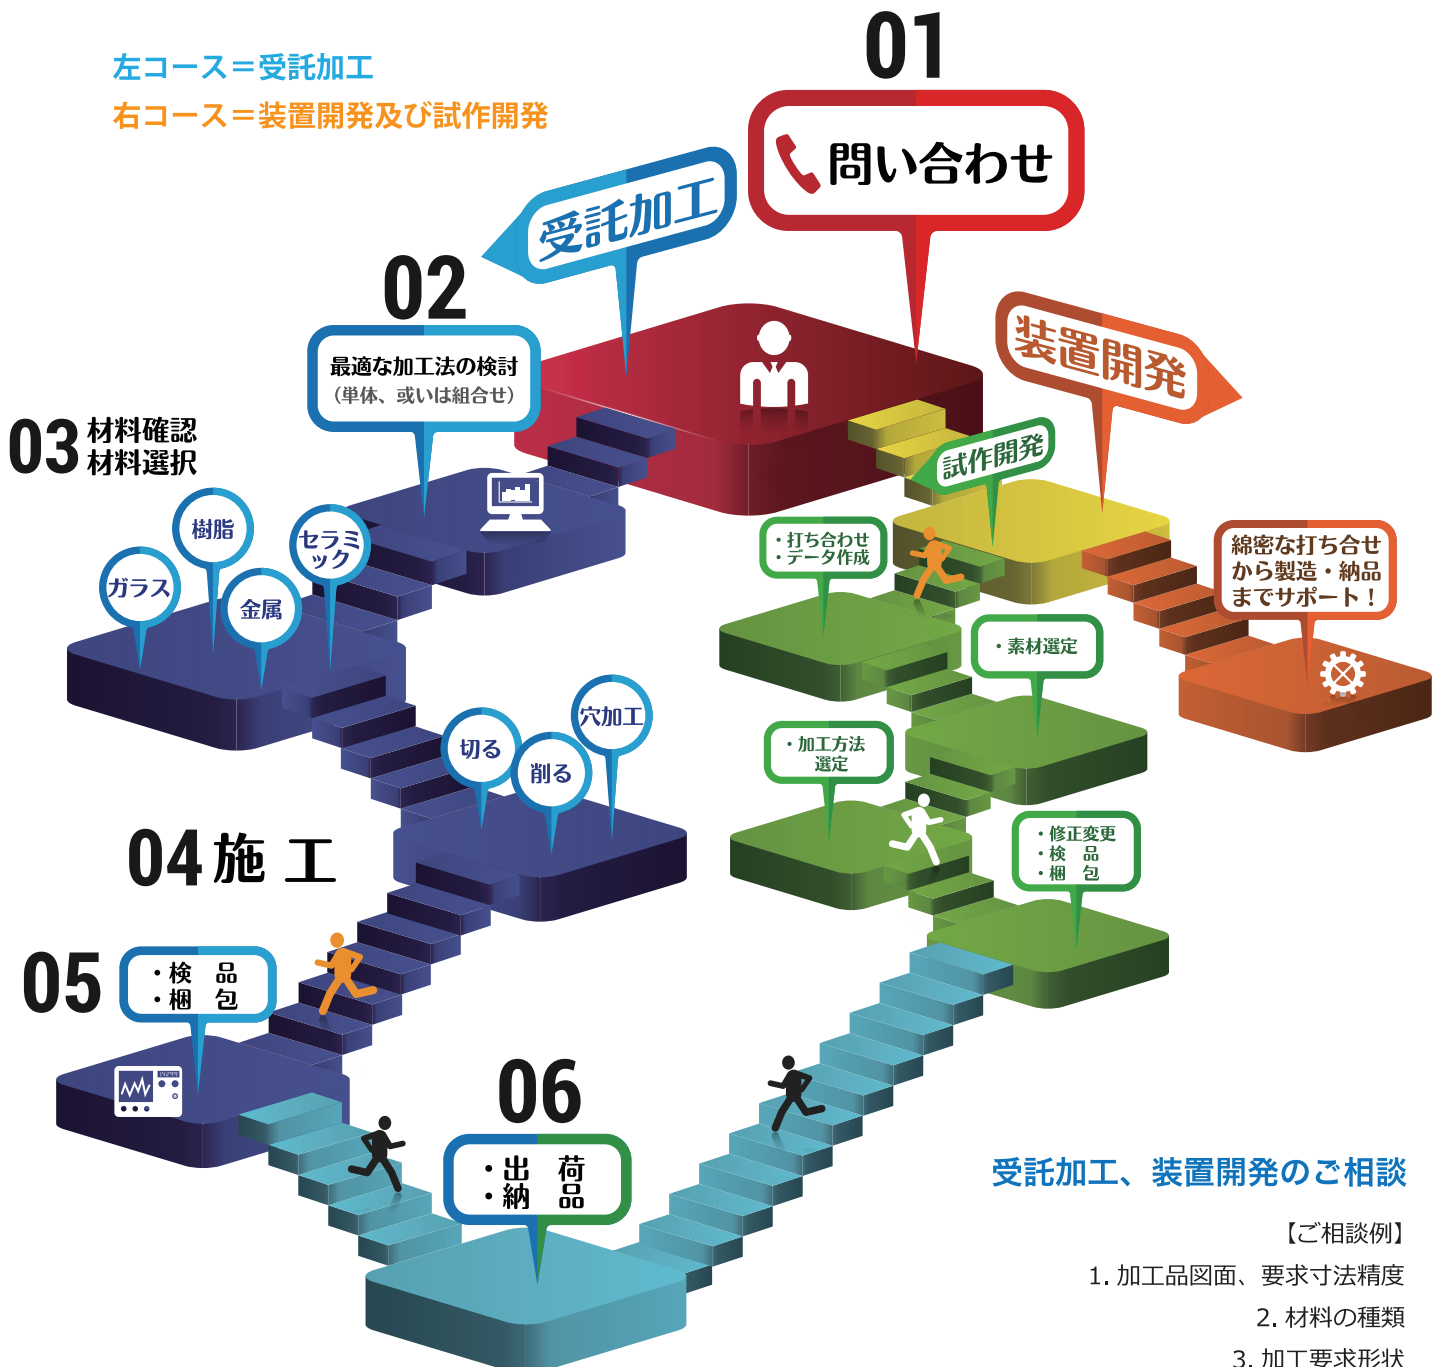 左コース＝受託加工
右コース＝装置開発及び試作開発
01
問い合わせ
受託加工
02
最適な加工法の検討
（単体、或いは組合せ）
装置開発
試作開発
03
材料確認
材料選択
ガラス
樹脂
金属
セラミ
ック
・打ち合わせ
・データ作成
綿密な打ち合せ
から製造・納品
までサポート！
・素材選定
切る
削る
穴加工
・加工方法
選定
04 施 工
・修正変更
・検　品
・梱　包
05
・検　品
・梱　包
06
・出　荷
・納　品
受託加工、装置開発のご相談
【ご相談例】
1. 加工品図面、要求寸法精度
2. 材料の種類
3. 加工要求形状